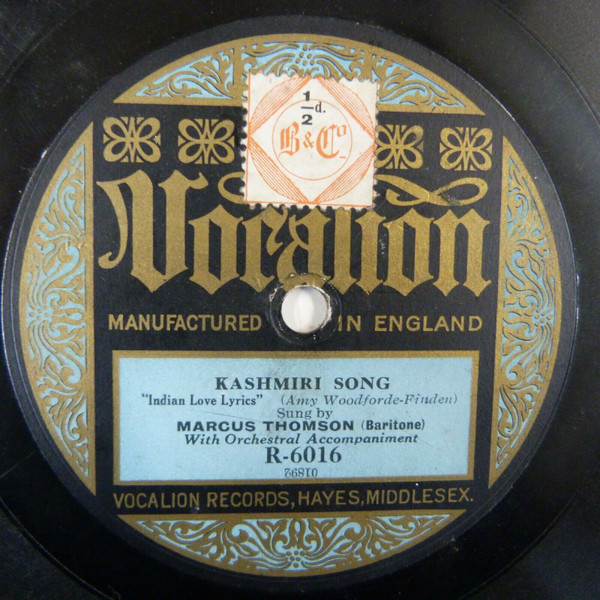 1/2 d.
B & Co.
Vocalion
MANUFACTURED IN ENGLAND
KASHMIRI SONG
"Indian Love Lyrics" (Amy Woodforde-Finden)
Sung by
MARCUS THOMSON (Baritone)
With Orchestral Accompaniment
R-6016
01892
VOCALION RECORDS, HAYES, MIDDLESEX.